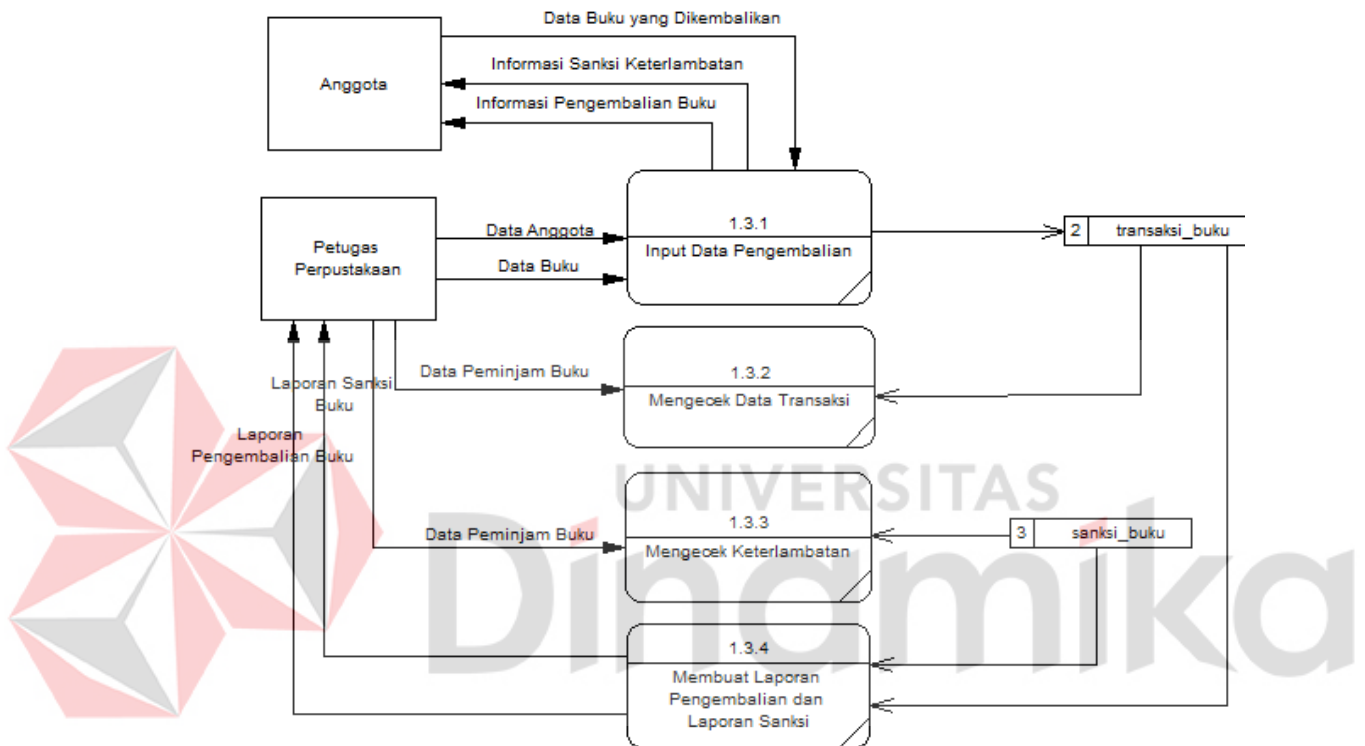 Data Buku yang Dikembalikan
Informasi Sanksi Keterlambatan
Anggota
Informasi Pengembalian Buku
1.3.1
Input Data Pengembalian
2 transaksi_buku
Petugas
Perpustakaan
Data Anggota
Data Buku
Data Peminjam Buku
1.3.2
Mengecek Data Transaksi
Laporan Sanksi
Buku
Laporan
Pengembalian Buku
UNIVERSITAS
Dinamika
Data Peminjam Buku
1.3.3
Mengecek Keterlambatan
3 sanksi_buku
1.3.4
Membuat Laporan
Pengembalian dan
Laporan Sanksi